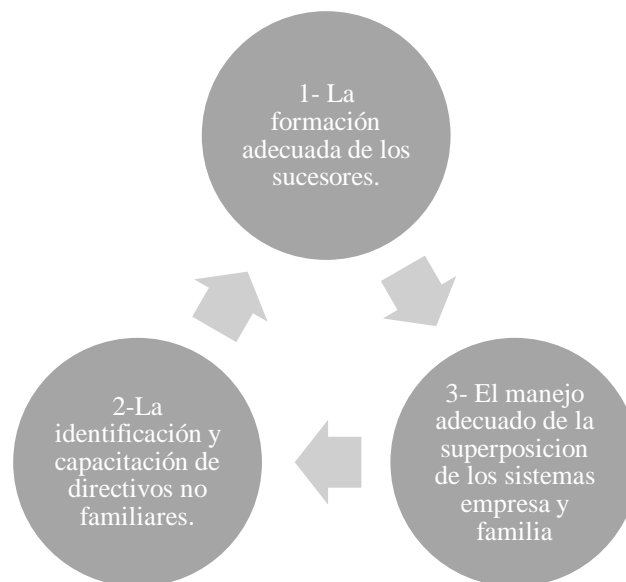 1- La
formación
adecuada de los
sucesores.
2-La
identificación y
capacitación de
directivos no
familiares.
3- El manejo
adecuado de la
superposicion
de los sistemas
empresa y
familia